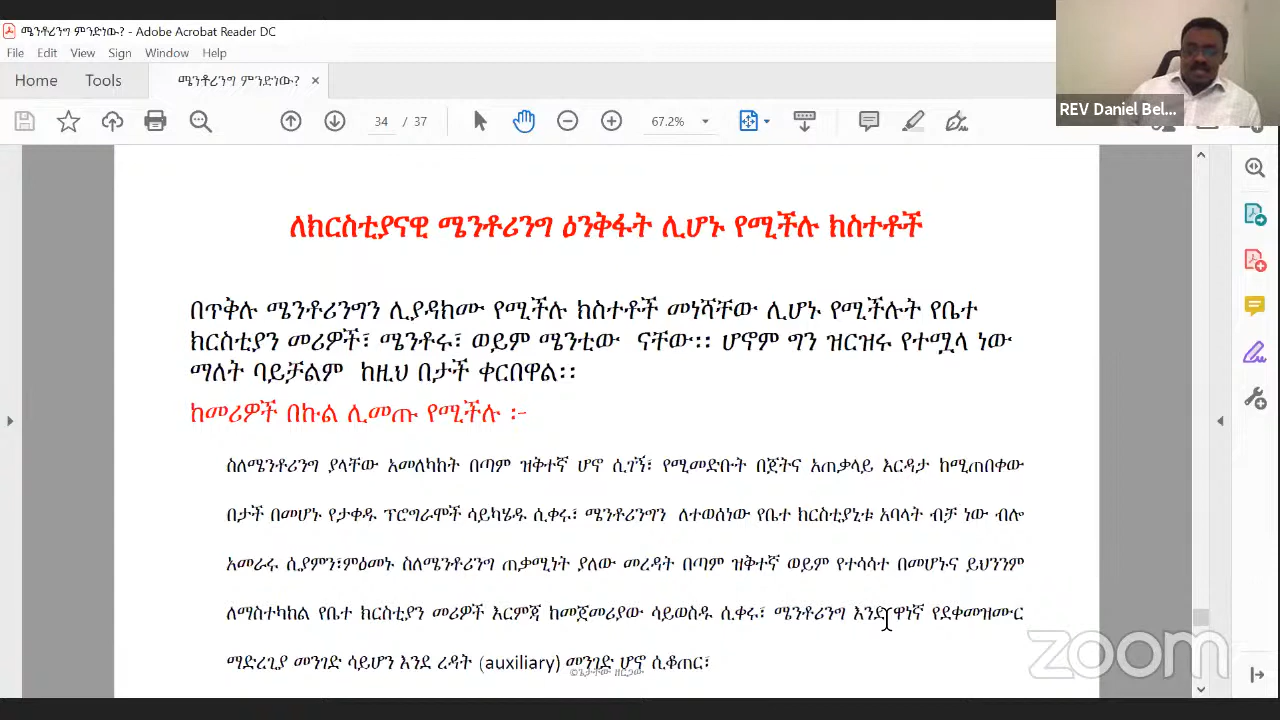 ሜንቶሪንግ ምንድነው? - Adobe Acrobat Reader DC
File Edit View Sign Window Help
Home Tools ሜንቶሪንግ ምንድነው? ×
34 / 37 67.2%
REV Daniel Bel...
ለክርስቲያናዊ ሜንቶሪንግ ዕንቅፋት ሊሆኑ የሚችሉ ክስተቶች
በጥቅሉ ሜንቶሪንግን ሊያዳክሙ የሚችሉ ክስተቶች መነሻቸው ሊሆኑ የሚችሉት የቤተ
ክርስቲያን መሪዎች፣ ሜንቶሩ፣ ወይም ሜንቲው ናቸው፡፡ ሆኖም ግን ዝርዝሩ የተሟላ ነው
ማለት ባይቻልም ከዚህ በታች ቀርበዋል፡፡
ከመሪዎች በኩል ሊመጡ የሚችሉ ፡-
ስለሜንቶሪንግ ያላቸው አመለካከት በጣም ዝቅተኛ ሆኖ ሲገኝ፣ የሚመድቡት በጀትና አጠቃላይ እርዳታ ከሚጠበቀው
በታች በመሆኑ የታቀዱ ፕሮግራሞች ሳይካሄዱ ሲቀሩ፣ ሜንቶሪንግን ለተወሰነው የቤተ ክርስቲያኒቱ አባላት ብቻ ነው ብሎ
አመራሩ ሲያምን፣ምዕመኑ ስለሜንቶሪንግ ጠቃሚነት ያለው መረዳት በጣም ዝቅተኛ ወይም የተሳሳተ በመሆኑና ይህንንም
ለማስተካከል የቤተ ክርስቲያን መሪዎች እርምጃ ከመጀመሪያው ሳይወስዱ ሲቀሩ፣ ሜንቶሪንግ እንድ ዋነኛ የደቀመዝሙር
ማድረጊያ መንገድ ሳይሆን እንደ ረዳት (auxiliary) መንገድ ሆኖ ሲቆጠር፣
©ጌታቸው ዘርጋው
zoom